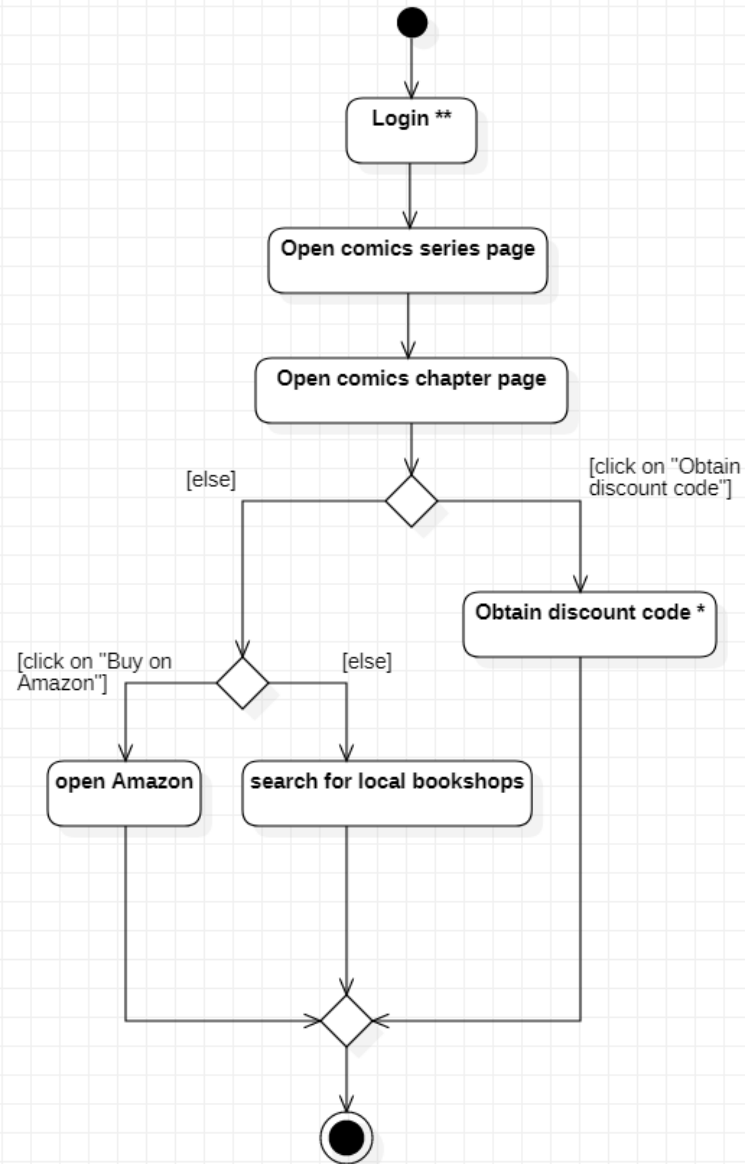 Login **
Open comics series page
Open comics chapter page
[else]
[click on "Obtain
discount code"]
Obtain discount code *
[click on "Buy on
Amazon"]
[else]
open Amazon
search for local bookshops